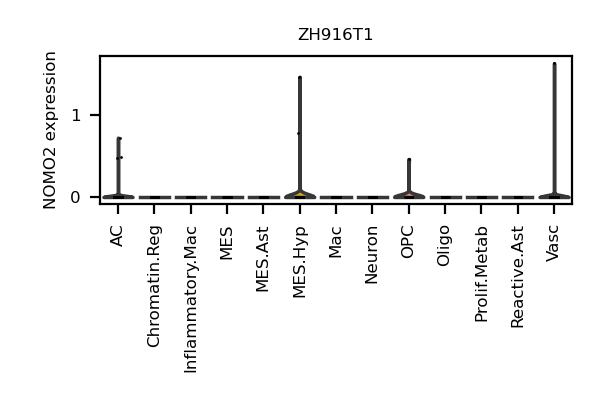 ZH916T1
NOMO2 expression
1
0
AC
Chromatin.Reg
Inflammatory.Mac
MES
MES.Ast
MES.Hyp
Mac
Neuron
OPC
Oligo
Prolif.Metab
Reactive.Ast
Vasc